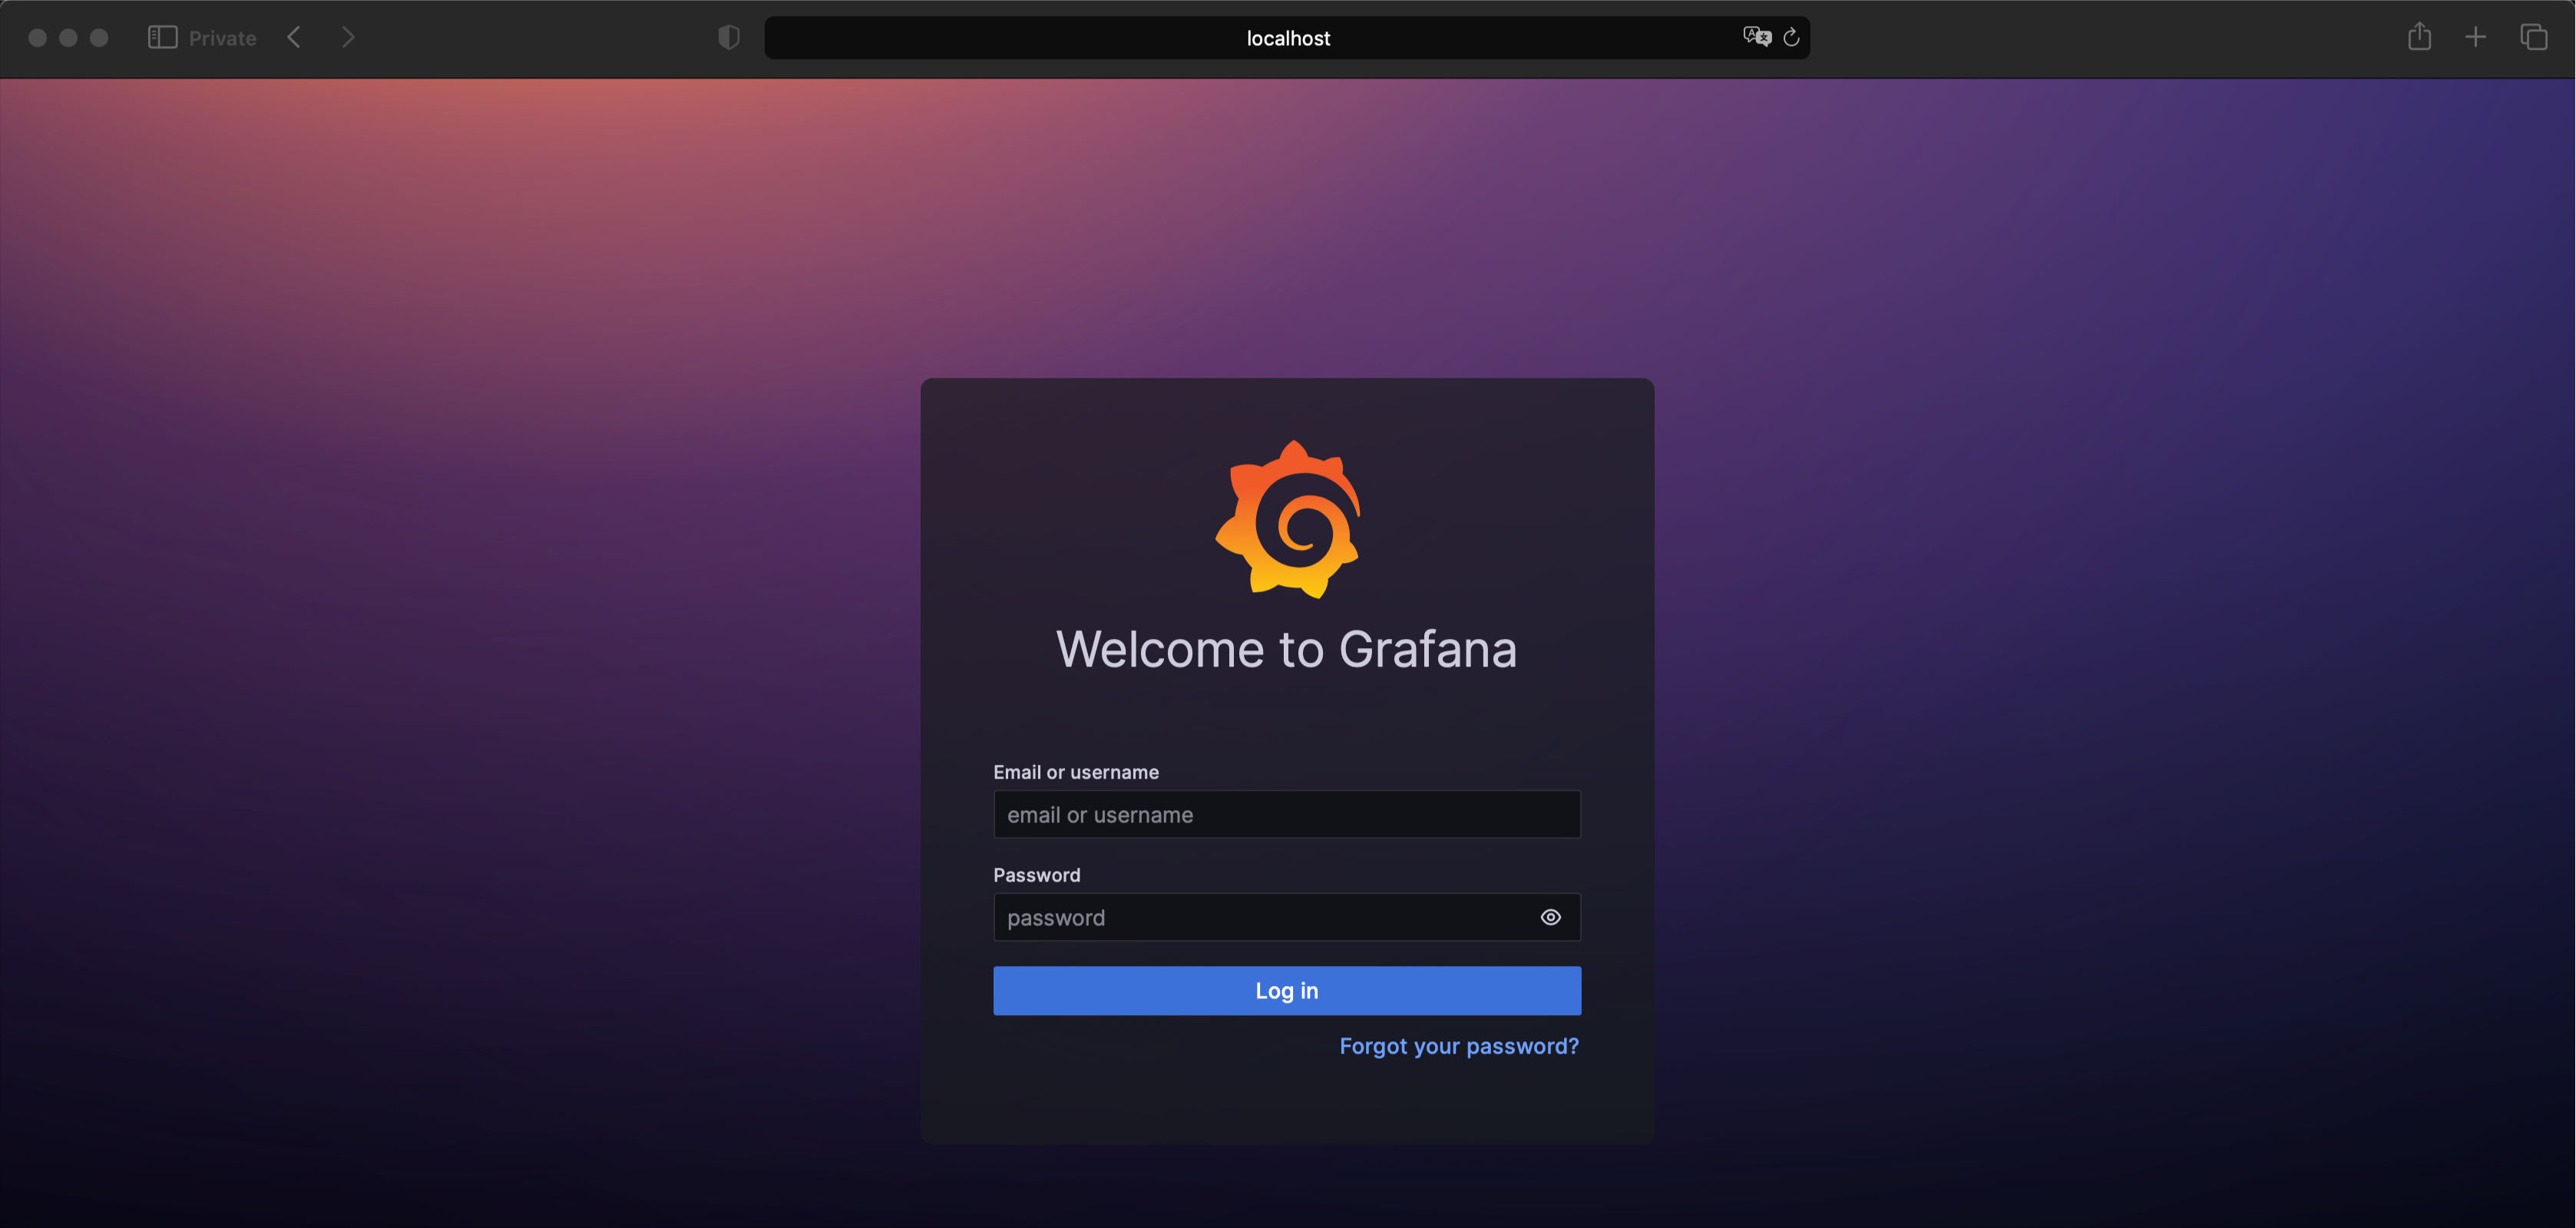 Private
localhost
Welcome to Grafana
Email or username
email or username
Password
password
Log in
Forgot your password?